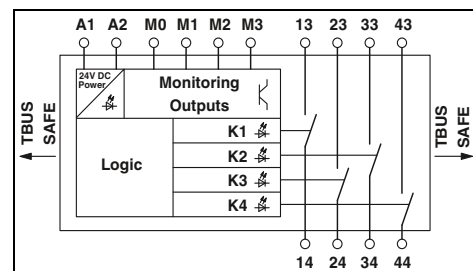 A1 A2 M0 M1 M2 M3 13 23 33 43
24V DC
Power
Monitoring
Outputs
TBUS
SAFE
Logic
K1
K2
K3
K4
TBUS
SAFE
14 24 34 44